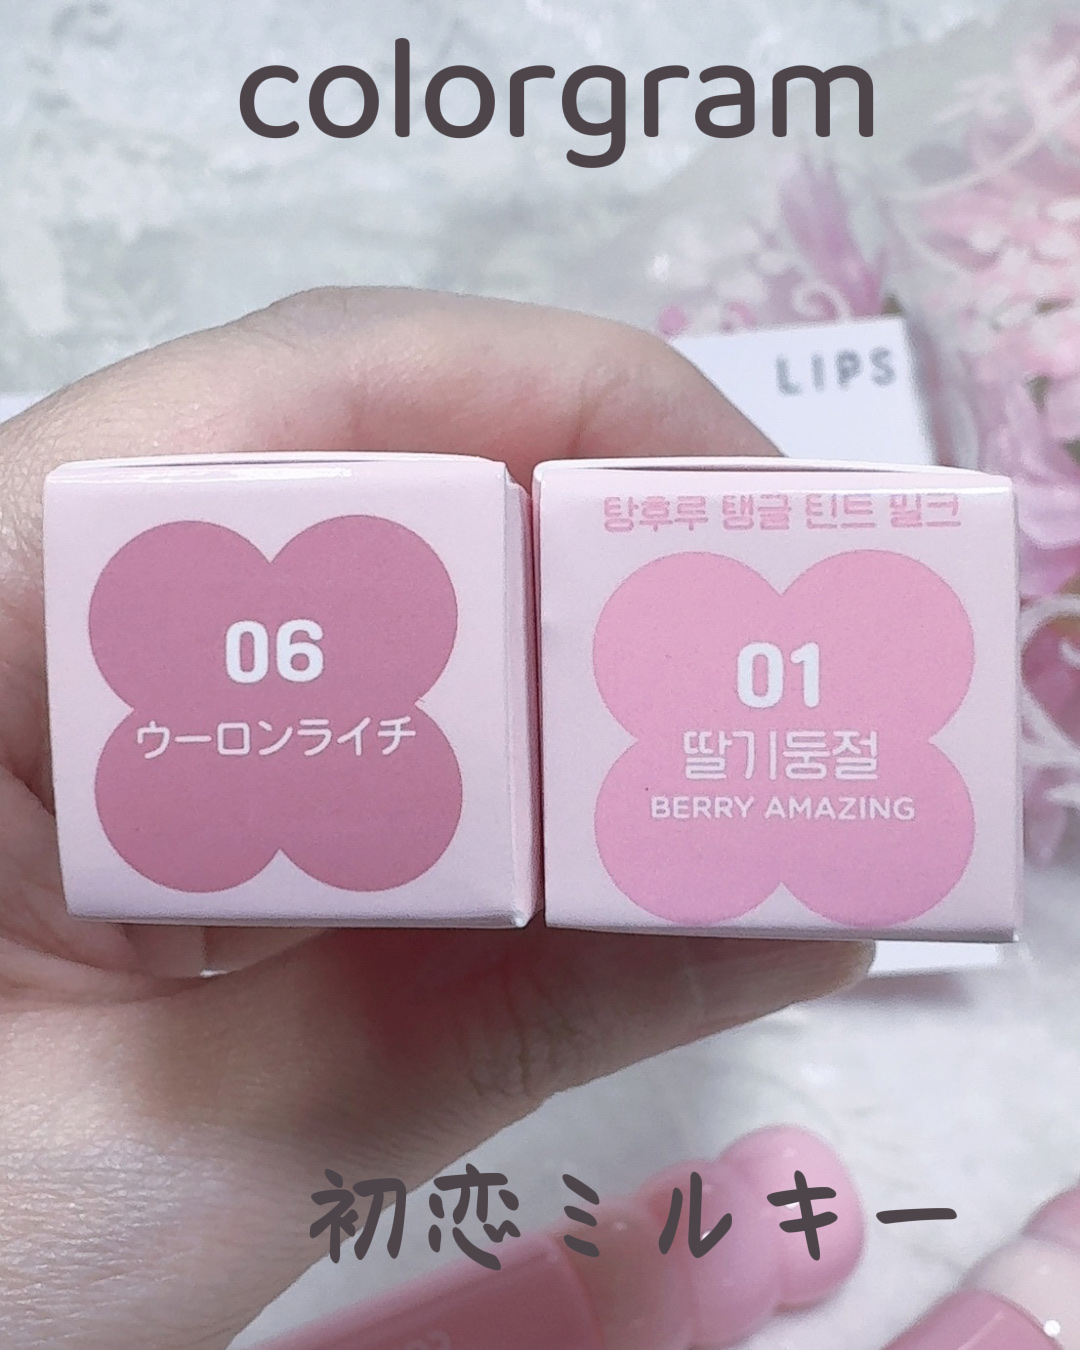 colorgram
LIPS
06
ウーロンライチ
탕후루 탱글 틴트 밀크
01
딸기둥절
BERRY AMAZING
初恋ミルキー